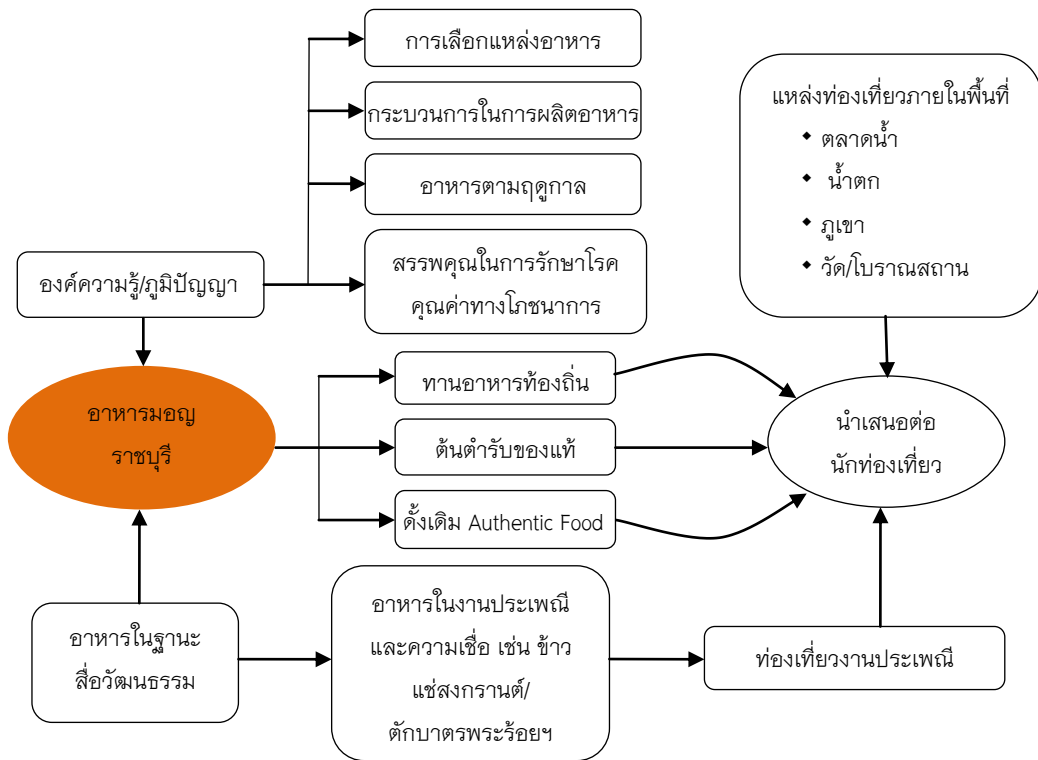 การเลือกแหล่งอาหาร
กระบวนการในการผลิตอาหาร
อาหารตามฤดูกาล
สรรพคุณในการรักษาโรค
คุณค่าทางโภชนาการ
องค์ความรู้/ภูมิปัญญา
แหล่งท่องเที่ยวภายในพื้นที่
ตลาดน้ำ
น้ำตก
ภูเขา
วัด/โบราณสถาน
อาหารมอญ
ราชบุรี
ทานอาหารท้องถิ่น
ต้นตำรับของแท้
ดั้งเดิม Authentic Food
นำเสนอต่อ
นักท่องเที่ยว
อาหารในฐานะ
สื่อวัฒนธรรม
อาหารในงานประเพณี
และความเชื่อ เช่น ข้าว
แช่สงกรานต์/
ตักบาตรพระร้อยฯ
ท่องเที่ยวงานประเพณี